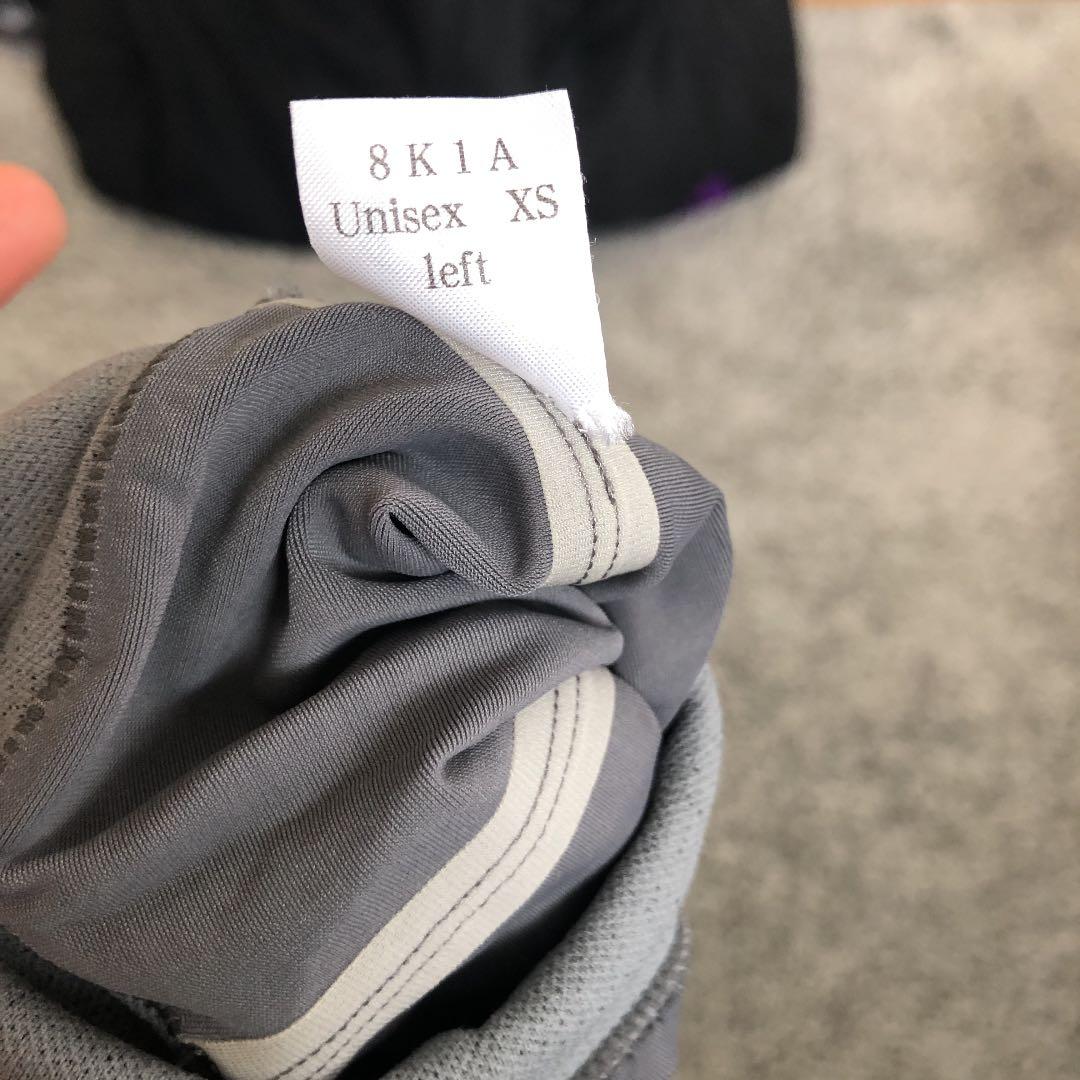 8 K 1 A
Unisex XS
left